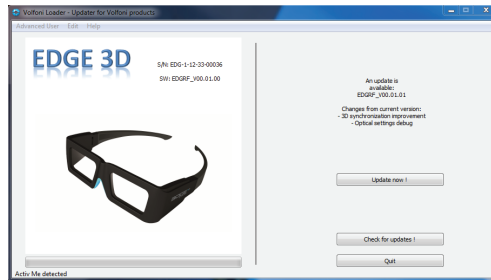 Volfoni Loader - Updater for Volfoni products
Advanced User Edit Help
EDGE 3D
S/N: EDG-1-12-33-00036
SW: EDGRF_V00.01.00
An update is
available:
EDGRF_V00.01.01
Changes from current version:
- 3D synchronization improvement
- Optical settings debug
Update now !
Check for updates !
Quit
Activ Me detected